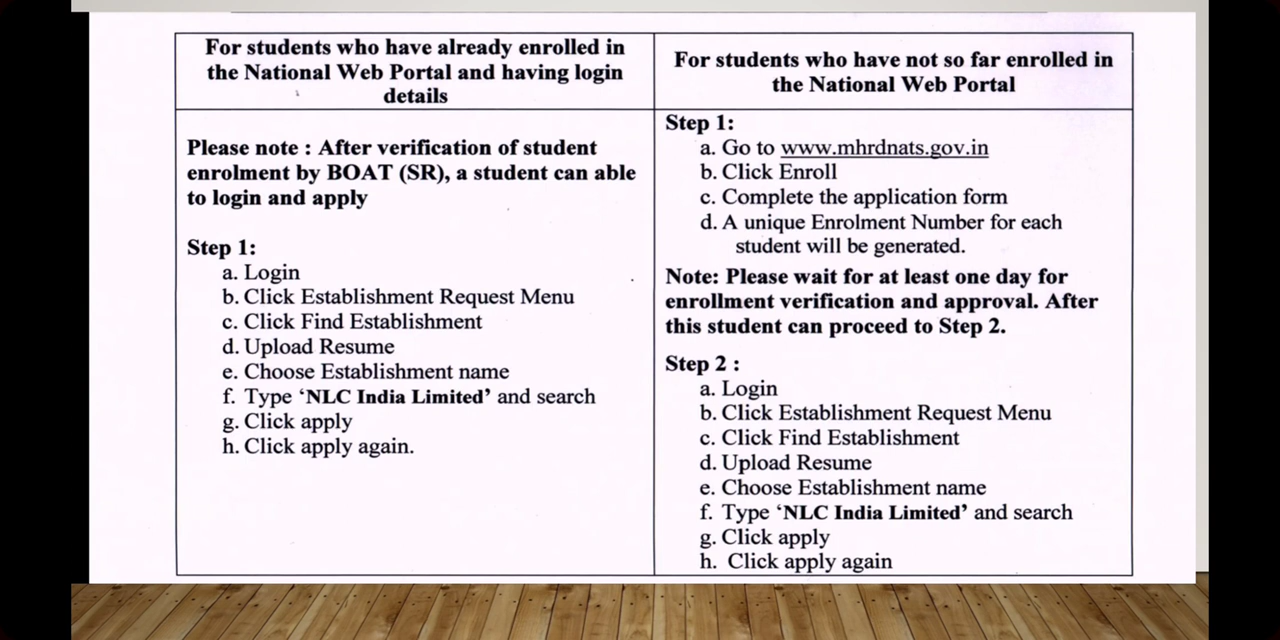 For students who have already enrolled in
the National Web Portal and having login
details
Please note : After verification of student
enrolment by BOAT (SR), a student can able
to login and apply
Step 1:
a. Login
b. Click Establishment Request Menu
c. Click Find Establishment
d. Upload Resume
e. Choose Establishment name
f. Type ‘NLC India Limited’ and search
g. Click apply
h. Click apply again.
For students who have not so far enrolled in
the National Web Portal
Step 1:
a. Go to www.mhrdnats.gov.in
b. Click Enroll
c. Complete the application form
d. A unique Enrolment Number for each
student will be generated.
Note: Please wait for at least one day for
enrollment verification and approval. After
this student can proceed to Step 2.
Step 2 :
a. Login
b. Click Establishment Request Menu
c. Click Find Establishment
d. Upload Resume
e. Choose Establishment name
f. Type ‘NLC India Limited’ and search
g. Click apply
h. Click apply again